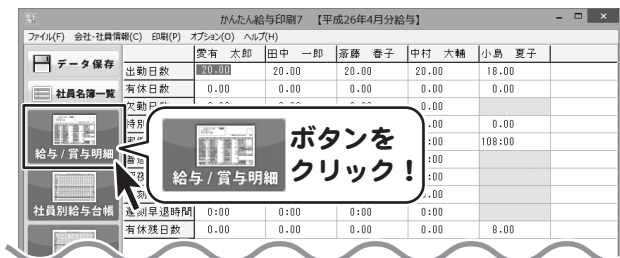 かんたん給与印刷7 【平成26年4月分給与】
ファイル(F) 会社・社員情報(C) 印刷(P) オプション(O) ヘルプ(H)
愛有 太郎 田中 一郎 斎藤 春子 中村 大輔 小島 夏子
データ保存
出勤日数 20.00 20.00 20.00 20.00 18.00
社員名簿一覧
有休日数 0.00 0.00 0.00 0.00 0.00
欠勤 0.00
0.00
108:00
給与/賞与明細
ボタンを
クリック!
給与/賞与明細
社員別給与台帳
遅刻早退時間 0:00 0:00 0:00 0:00
有休残日数 0.00 0.00 0.00 0.00 8.00